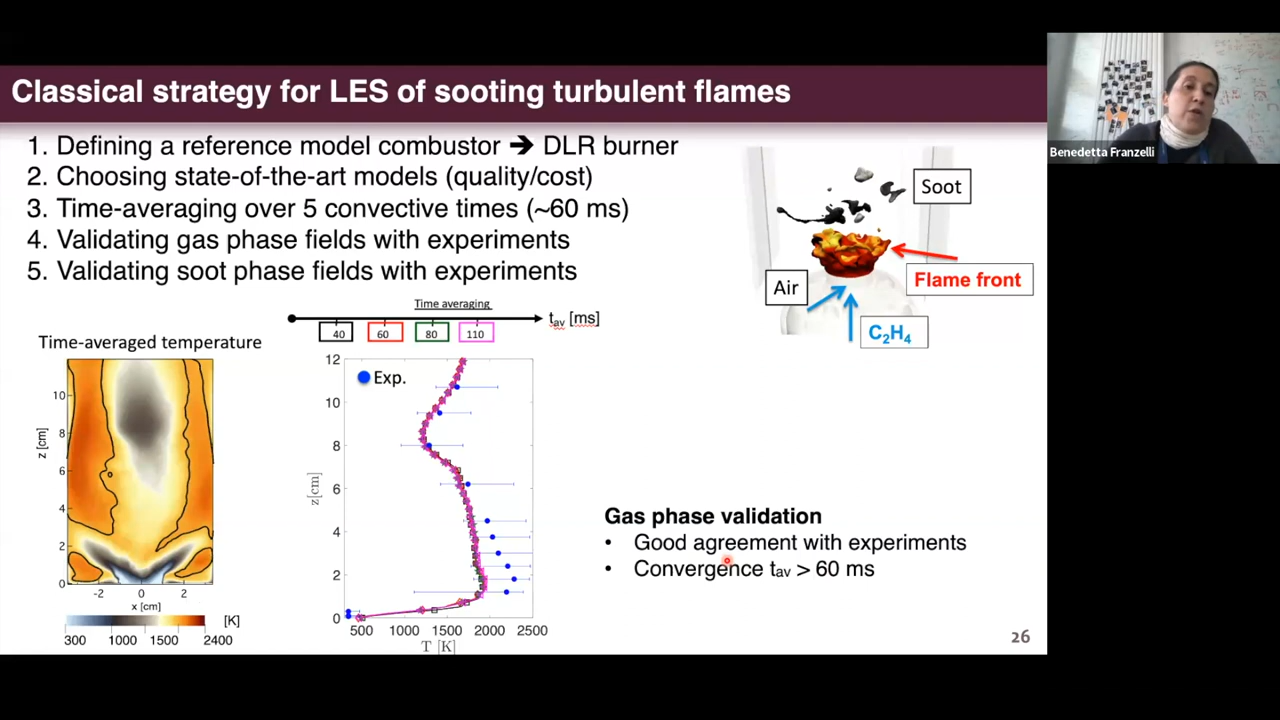 Classical strategy for LES of sooting turbulent flames
1. Defining a reference model combustor ➔ DLR burner
2. Choosing state-of-the-art models (quality/cost)
3. Time-averaging over 5 convective times (~60 ms)
4. Validating gas phase fields with experiments
5. Validating soot phase fields with experiments
Benedetta Franzelli
Soot
Flame front
Air
C₂H₄
Time averaging
t_av [ms]
40 60 80 110
Time-averaged temperature
z [cm]
10
8
6
4
2
0
-2 0 2
x [cm]
[K]
300 1000 1500 2400
Exp.
z[cm]
12
10
8
6
4
2
0
500 1000 1500 2000 2500
T [K]
Gas phase validation
• Good agreement with experiments
• Convergence t_av > 60 ms
26